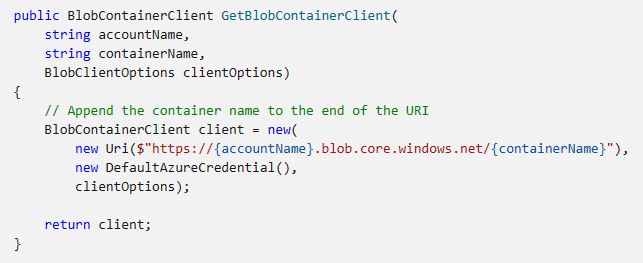 public BlobContainerClient GetBlobContainerClient(
    string accountName,
    string containerName,
    BlobClientOptions clientOptions)
{
    // Append the container name to the end of the URI
    BlobContainerClient client = new(
        new Uri($"https://{accountName}.blob.core.windows.net/{containerName}"),
        new DefaultAzureCredential(),
        clientOptions);

    return client;
}